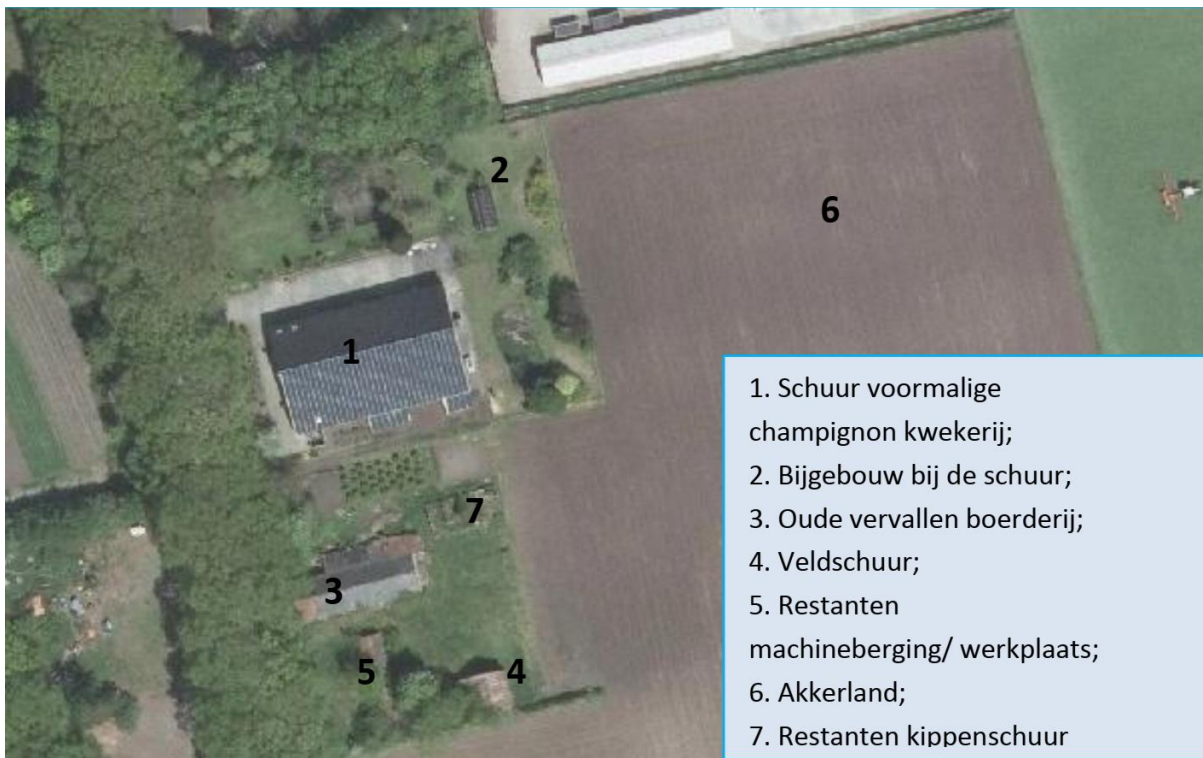 2
6
1
7
3
5
4
1. Schuur voormalige
champignon kwekerij;
2. Bijgebouw bij de schuur;
3. Oude vervallen boerderij;
4. Veldschuur;
5. Restanten
machineberging/ werkplaats;
6. Akkerland;
7. Restanten kippenschuur